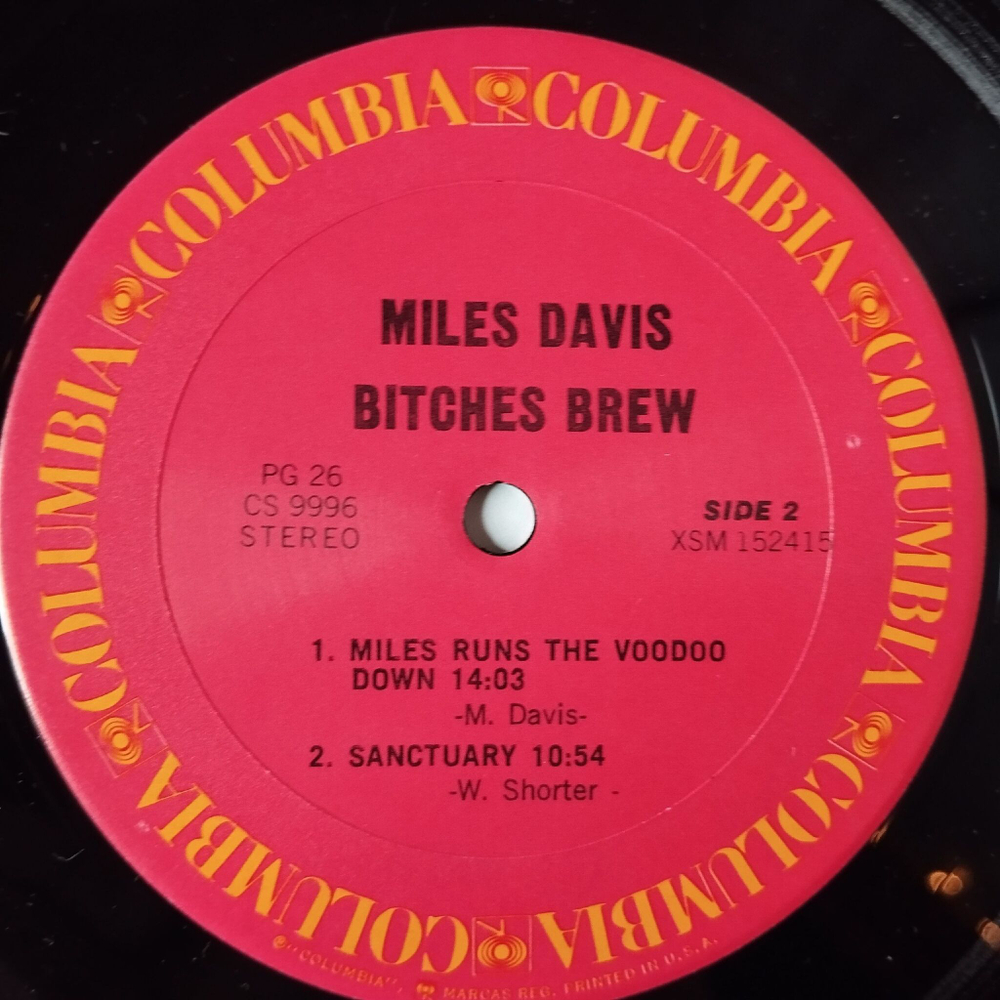 COLUMBIA COLUMBIA COLUMBIA COLUMBIA COLUMBIA COLUMBIA
MILES DAVIS
BITCHES BREW
PG 26
CS 9996
STEREO
SIDE 2
XSM 152415
1. MILES RUNS THE VOODOO
DOWN 14:03
-M. Davis-
2. SANCTUARY 10:54
-W. Shorter -
"COLUMBIA", MARCAS REG. PRINTED IN U.S.A.